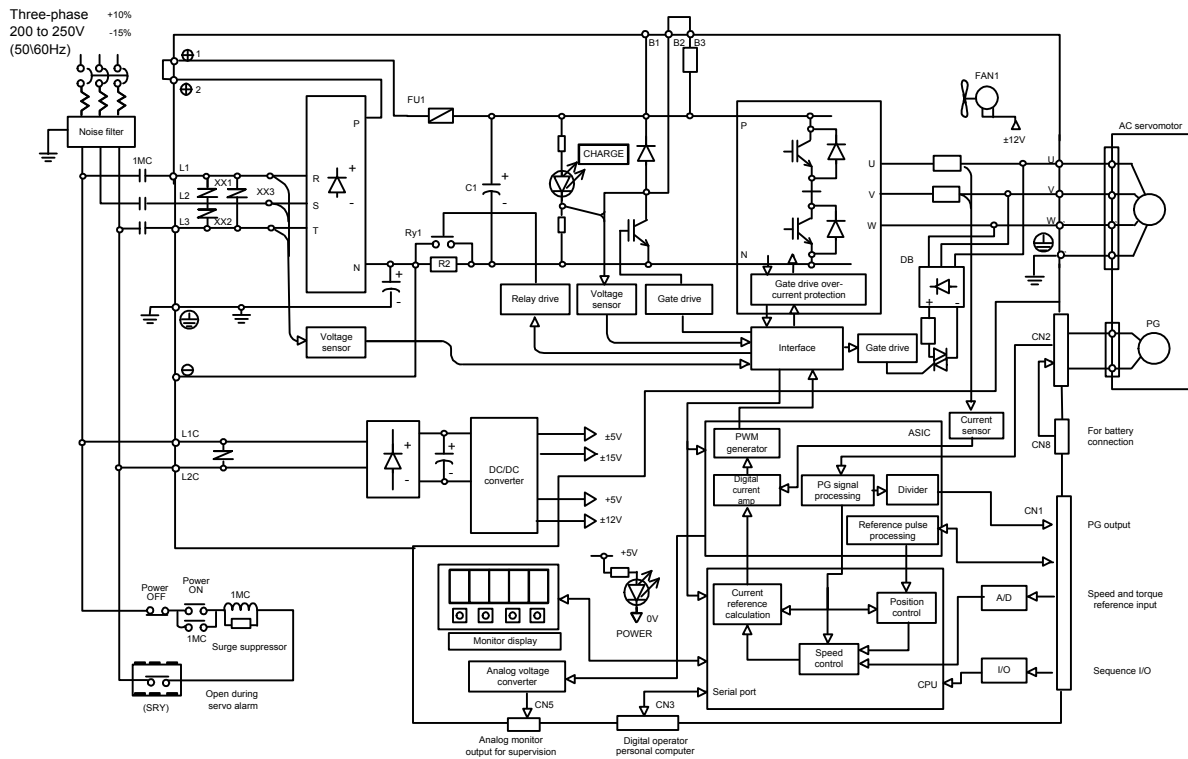 Three-phase +10%
200 to 250V -15%
(50\60Hz)
Noise filter
1
2
B1
B2
B3
FU1
P
R
S
T
N
1MC
L1
L2
L3
XX1
XX3
XX2
C1
+
-
CHARGE
Ry1
R2
P
N
U
V
W
FAN1
±12V
AC servomotor
U
V
W
DB
+
-
PG
CN2
Relay drive
Voltage
sensor
Gate drive
Gate drive over-
current protection
Interface
Gate drive
Voltage
sensor
Current
sensor
CN8
For battery
connection
L1C
L2C
+
-
+
-
DC/DC
converter
±5V
±15V
+5V
±12V
ASIC
PWM
generator
Digital
current
amp
PG signal
processing
Divider
Reference pulse
processing
CN1
PG output
+5V
0V
POWER
Monitor display
Analog voltage
converter
CN5
CN3
Serial port
CPU
Current
reference
calculation
Position
control
Speed
control
A/D
I/O
Speed and torque
reference input
Sequence I/O
Power
OFF
Power
ON
1MC
1MC
Surge suppressor
(SRY)
Open during
servo alarm
Analog monitor
output for supervision
Digital operator
personal computer